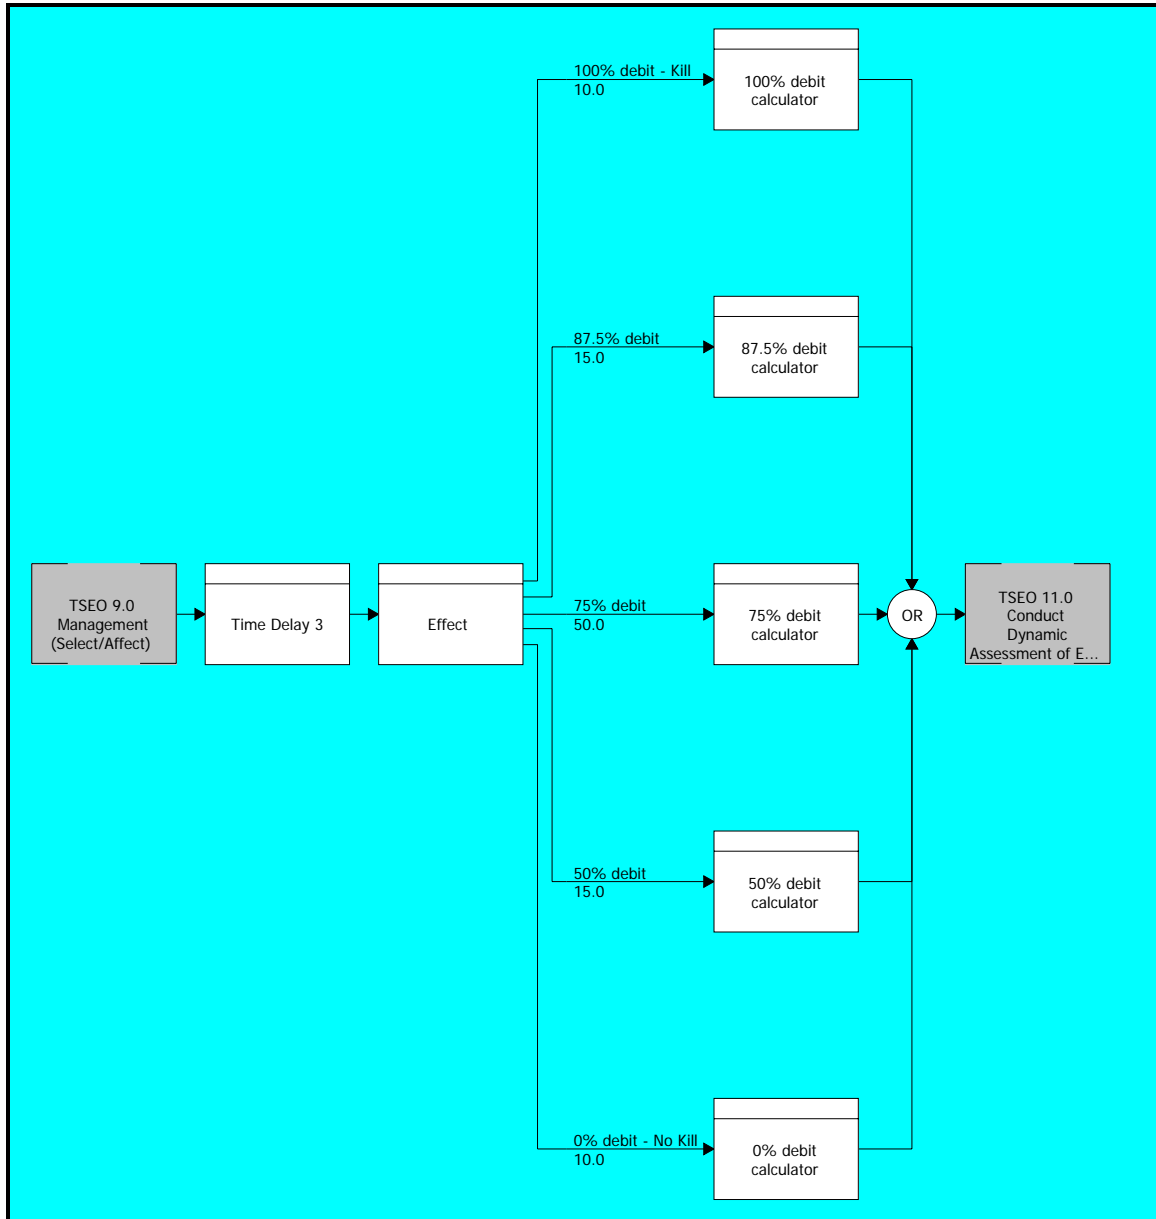 100% debit - Kill
10.0
100% debit
calculator
87.5% debit
15.0
87.5% debit
calculator
TSEO 9.0
Management
(Select/Affect)
Time Delay 3
Effect
75% debit
50.0
75% debit
calculator
OR
TSEO 11.0
Conduct
Dynamic
Assessment of E...
50% debit
15.0
50% debit
calculator
0% debit - No Kill
10.0
0% debit
calculator